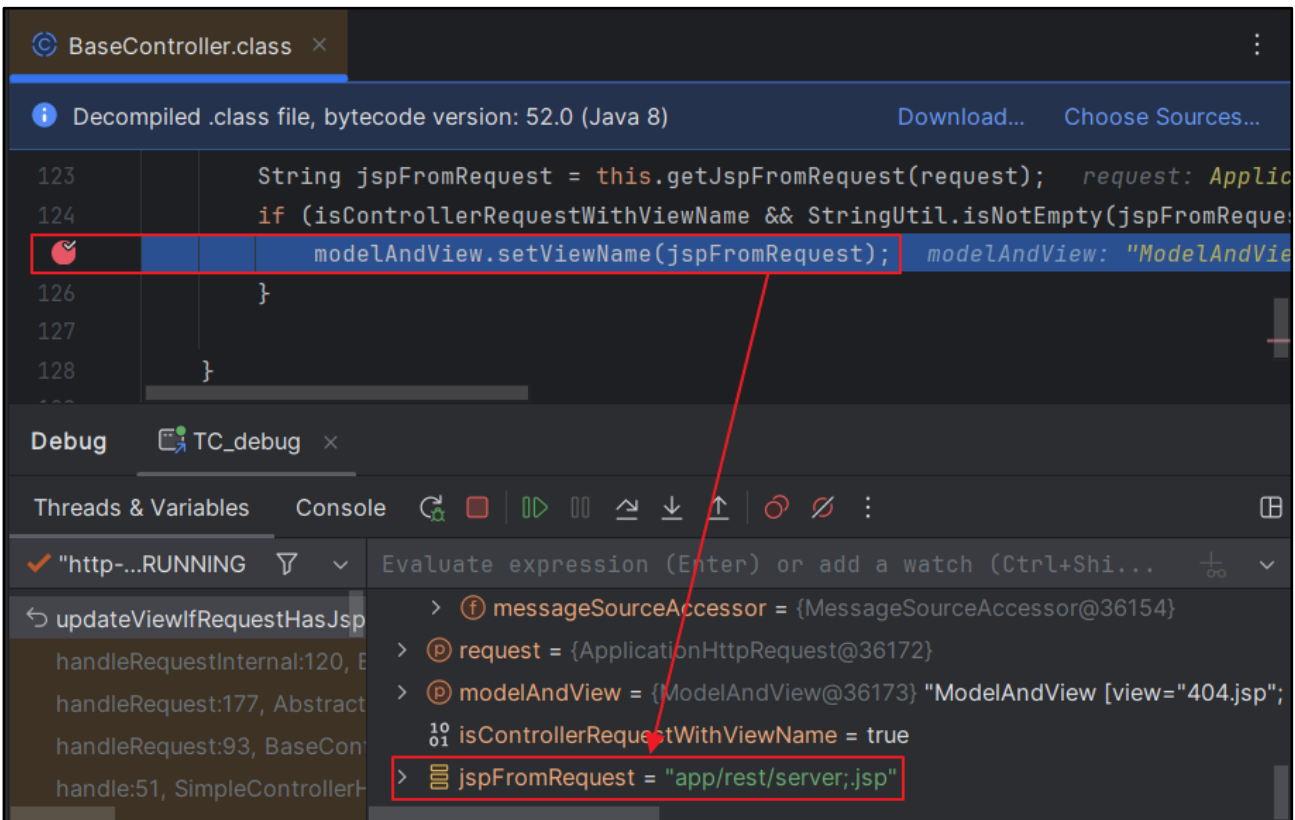 BaseController.class
Decompiled .class file, bytecode version: 52.0 (Java 8) Download... Choose Sources...
123 String jspFromRequest = this.getJspFromRequest(request); request: Applic
124 if (isControllerRequestWithViewName && StringUtil.isNotEmpty(jspFromReques
modelAndView.setViewName(jspFromRequest); modelAndView: "ModelAndVie
126 }
127
128 }
Debug TC_debug
Threads & Variables Console
"http-...RUNNING Evaluate expression (Enter) or add a watch (Ctrl+Shi...
updateViewIfRequestHasJsp messageSourceAccessor = {MessageSourceAccessor@36154}
handleRequestInternal:120, request = {ApplicationHttpRequest@36172}
handleRequest:177, Abstract modelAndView = {ModelAndView@36173} "ModelAndView [view="404.jsp";
handleRequest:93, BaseCon isControllerRequestWithViewName = true
handle:51, SimpleController jspFromRequest = "app/rest/server;.jsp"